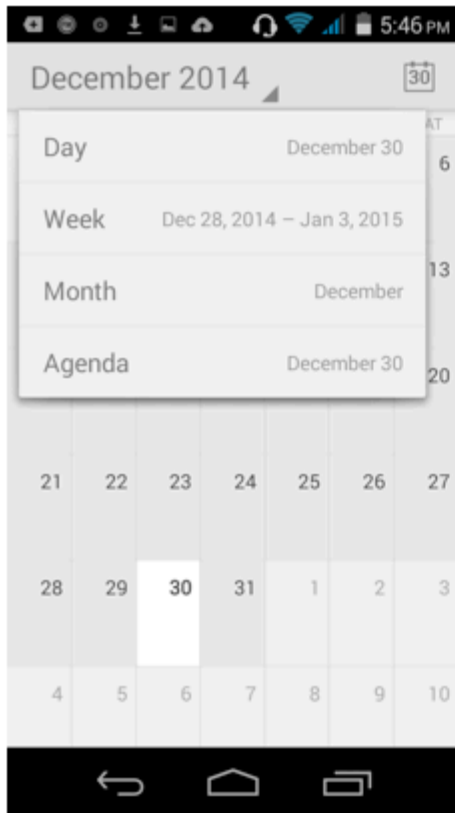 5:46 PM
December 2014 30
AT
Day December 30
6
Week Dec 28, 2014 – Jan 3, 2015
13
Month December
Agenda December 30
20
21 22 23 24 25 26 27
28 29 30 31 1 2 3
4 5 6 7 8 9 10